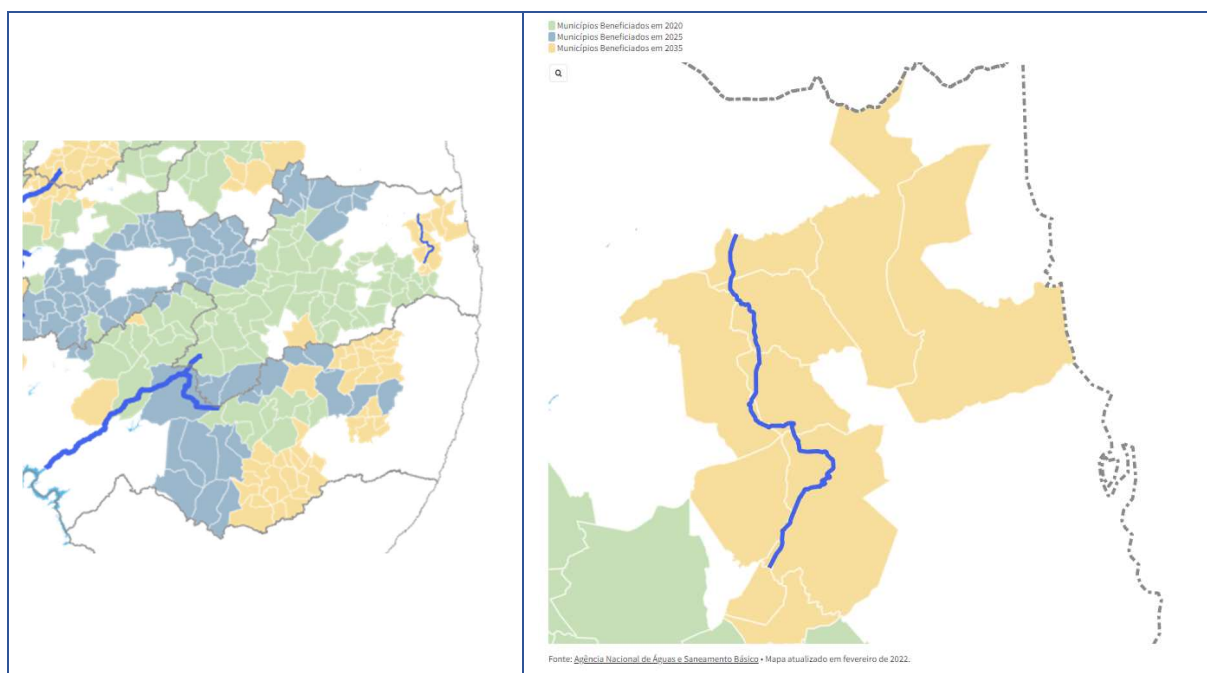 Municípios Beneficiados em 2020
Municípios Beneficiados em 2025
Municípios Beneficiados em 2035
Fonte: Agência Nacional de Águas e Saneamento Básico • Mapa atualizado em fevereiro de 2022.